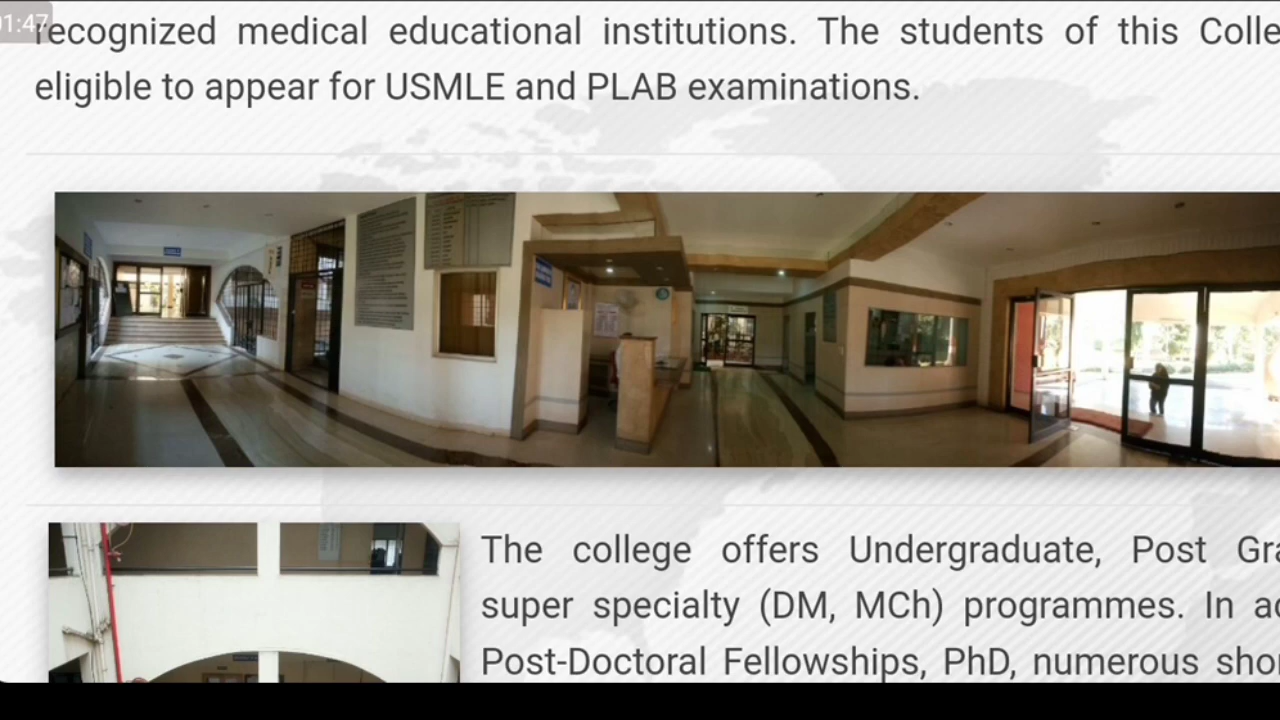 01:47
recognized medical educational institutions. The students of this Colle
eligible to appear for USMLE and PLAB examinations.
The college offers Undergraduate, Post Gra
super specialty (DM, MCh) programmes. In ad
Post-Doctoral Fellowships, PhD, numerous shor